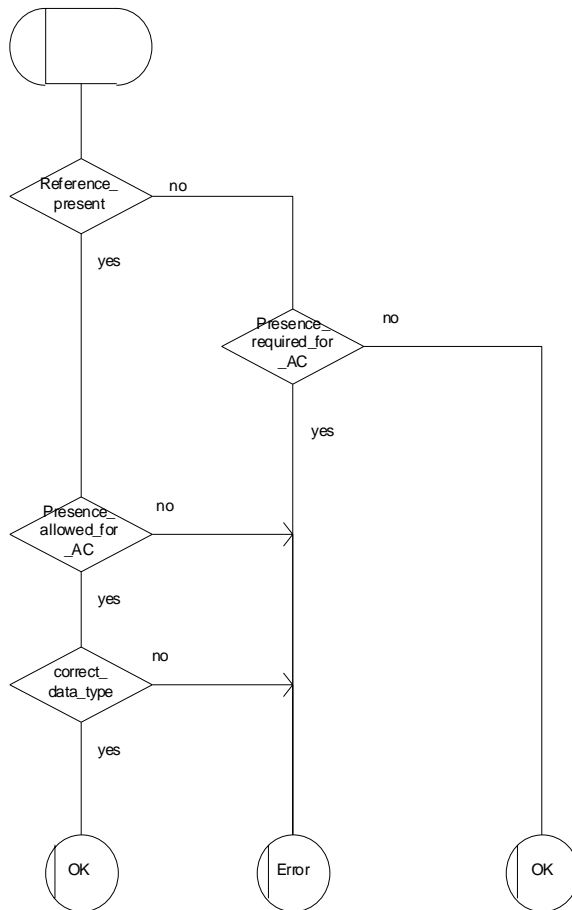 Reference_
present
no
yes
Presence_
required_for
_AC
no
yes
Presence_
allowed_for
_AC
no
yes
correct_
data_type
no
yes
OK
Error
OK